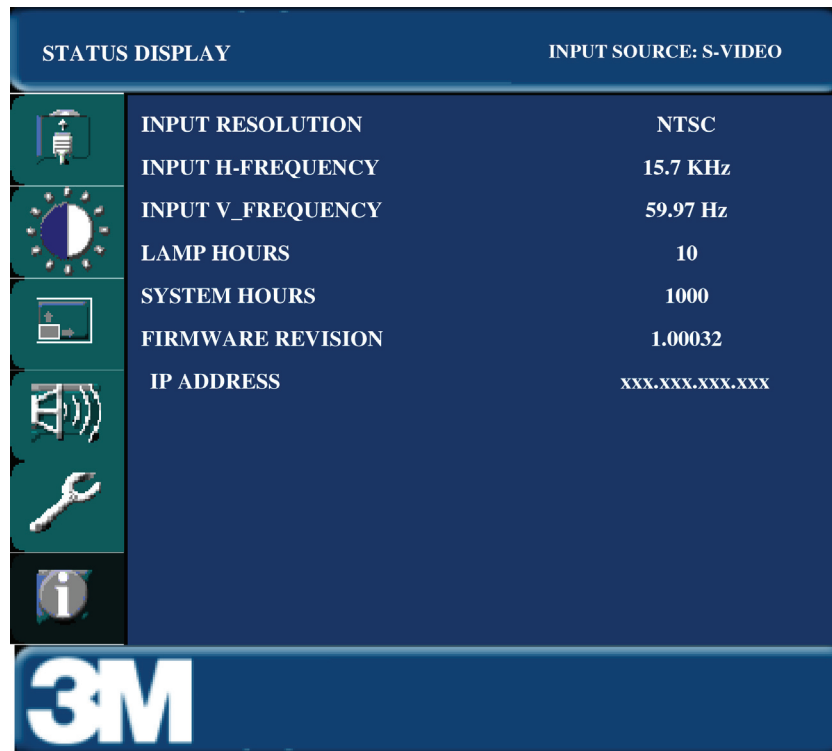 STATUS DISPLAY INPUT SOURCE: S-VIDEO
INPUT RESOLUTION NTSC
INPUT H-FREQUENCY 15.7 KHz
INPUT V_FREQUENCY 59.97 Hz
LAMP HOURS 10
SYSTEM HOURS 1000
FIRMWARE REVISION 1.00032
IP ADDRESS xxx.xxx.xxx.xxx
3M